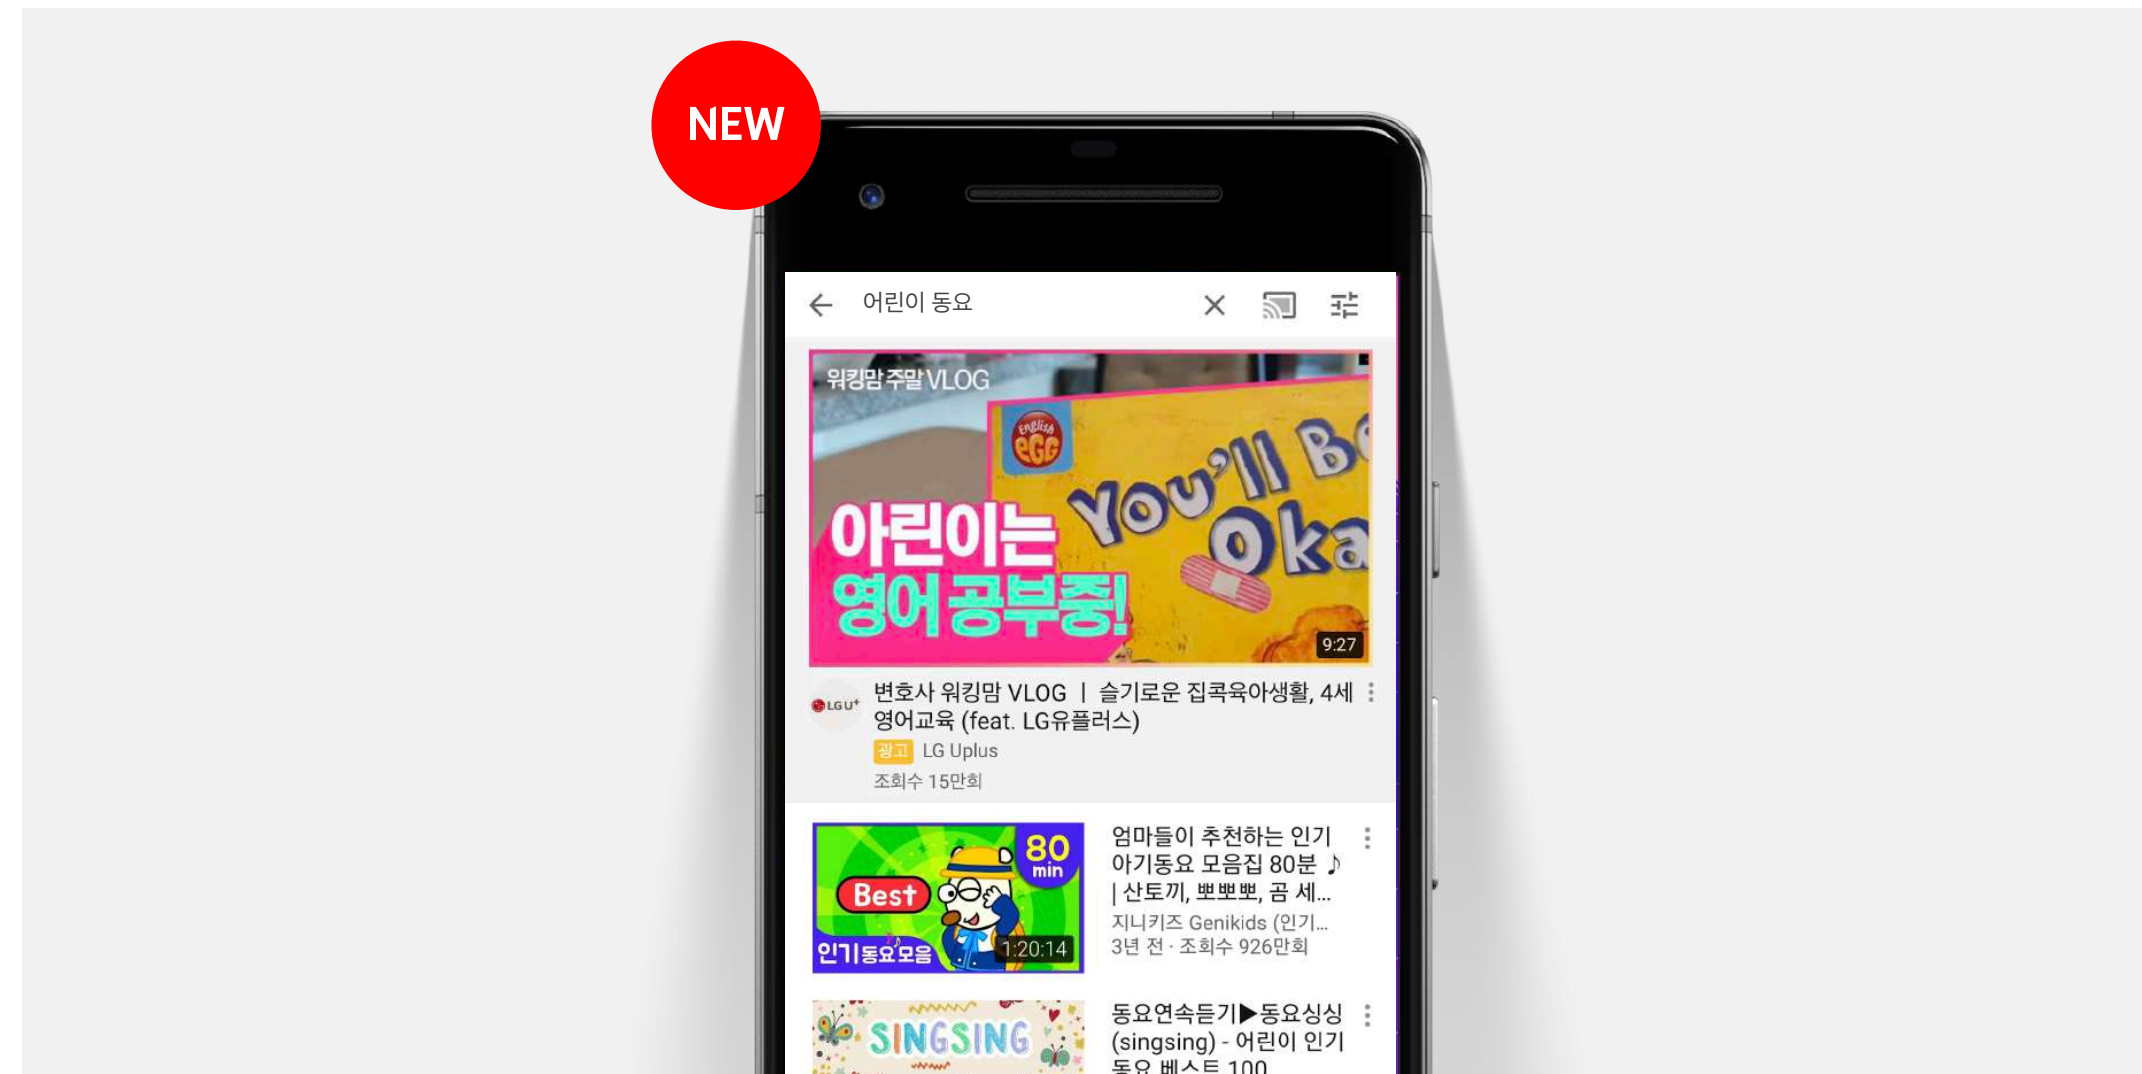 NEW
어린이 동요
워킹맘 주말 VLOG
English
eGG
You'll Be
Oka
아린이는
영어 공부중!
9:27
LG U+
변호사 워킹맘 VLOG ㅣ 슬기로운 집콕육아생활, 4세
영어교육 (feat. LG유플러스)
광고 LG Uplus
조회수 15만회
80
min
Best
인기동요모음
1:20:14
엄마들이 추천하는 인기
아기동요 모음집 80분 ♪
| 산토끼, 뽀뽀뽀, 곰 세...
지니키즈 Genikids (인기...
3년 전 · 조회수 926만회
SINGSING
동요연속듣기▶동요싱싱
(singsing) - 어린이 인기
동요 베스트 100